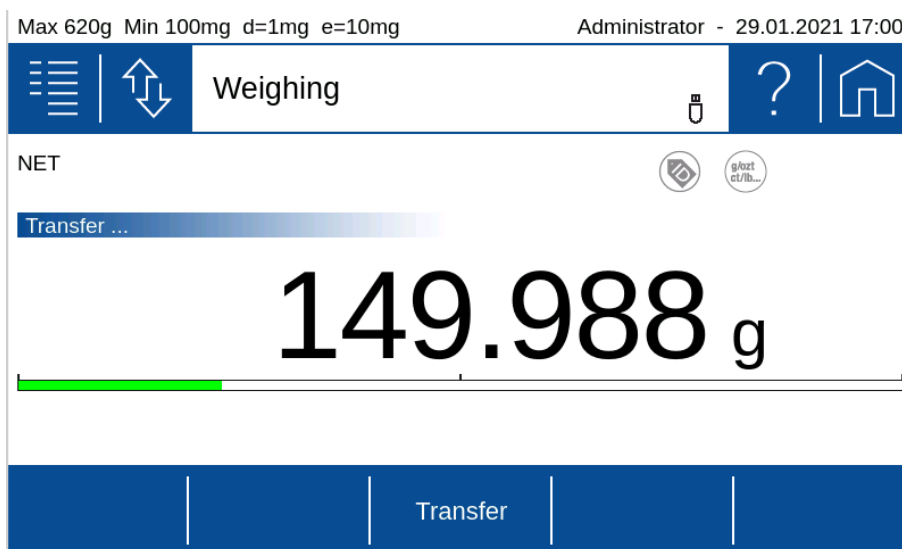 Max 620g Min 100mg d=1mg e=10mg Administrator - 29.01.2021 17:00
Weighing ?
NET
ID g/ozt
ct/lb...
Transfer ...
149.988 g
Transfer